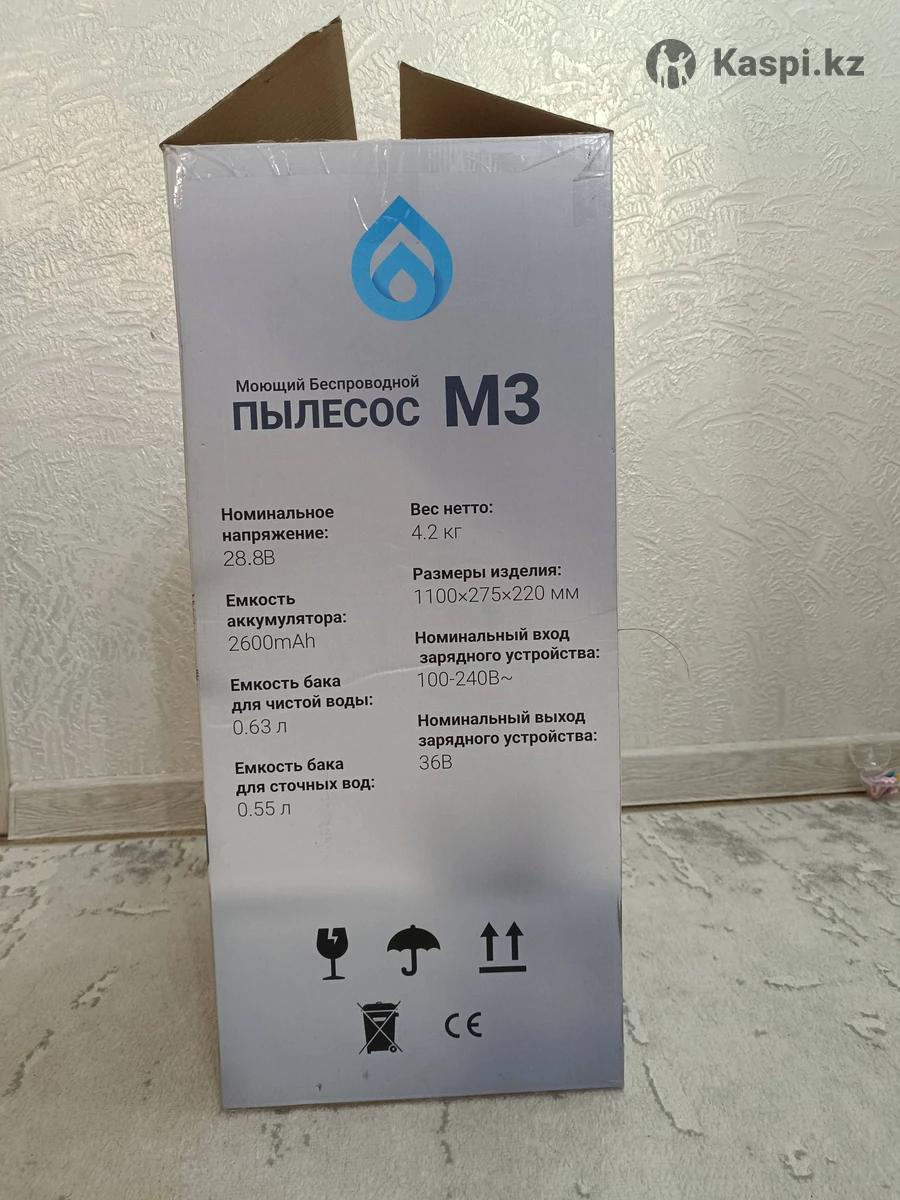 Kaspi.kz
Моющий Беспроводной
ПЫЛЕСОС M3
Номинальное
напряжение:
28.8В
Емкость
аккумулятора:
2600mAh
Емкость бака
для чистой воды:
0.63 л
Емкость бака
для сточных вод:
0.55 л
Вес нетто:
4.2 кг
Размеры изделия:
1100×275×220 мм
Номинальный вход
зарядного устройства:
100-240В~
Номинальный выход
зарядного устройства:
36В
CE